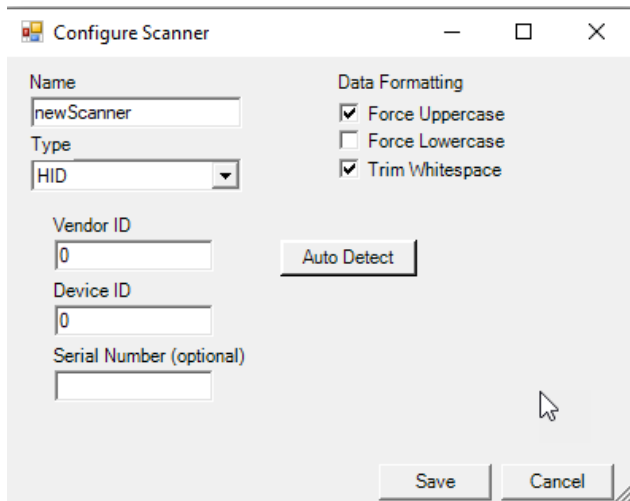 Configure Scanner
Name
newScanner
Type
HID
Data Formatting
Force Uppercase
Force Lowercase
Trim Whitespace
Vendor ID
0
Auto Detect
Device ID
0
Serial Number (optional)
Save
Cancel